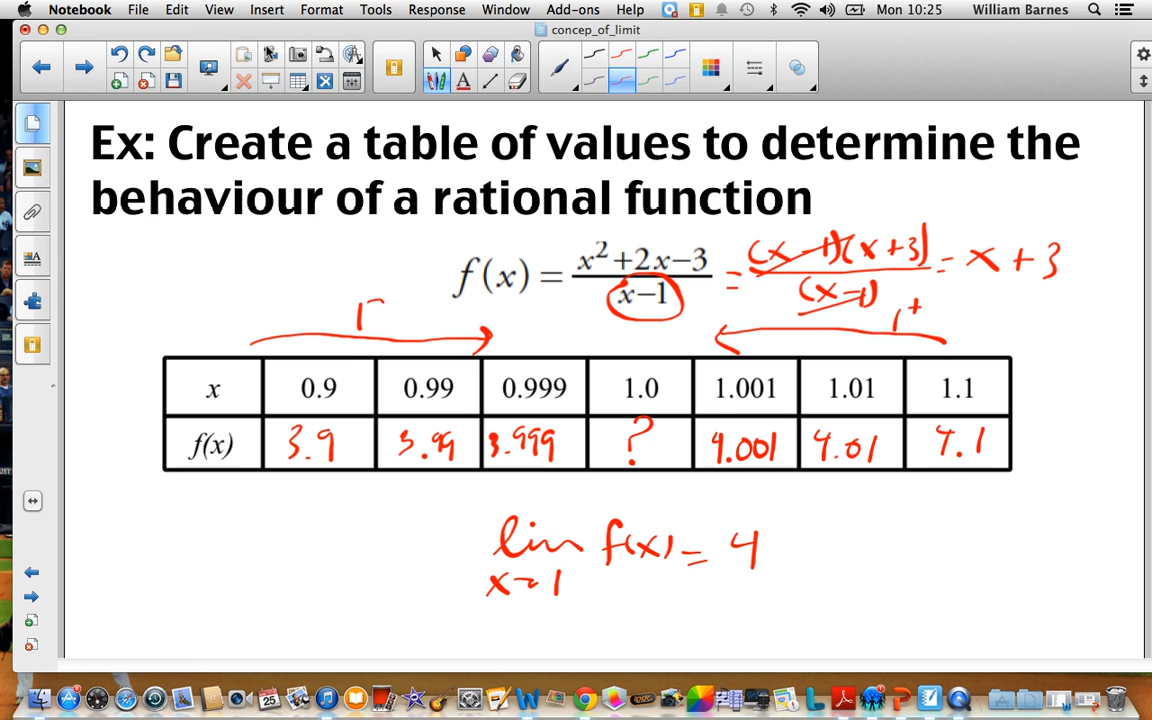 Notebook File Edit View Insert Format Tools Response Window Add-ons Help Mon 10:25 William Barnes
concep_of_limit
Ex: Create a table of values to determine the
behaviour of a rational function
f(x) = x²+2x−3 / x−1 = (x−1)(x+3) / (x−1) = x+3
1⁻ 1⁺
x 0.9 0.99 0.999 1.0 1.001 1.01 1.1
f(x) 3.9 3.99 3.999 ? 4.001 4.01 4.1
lim f(x) = 4
x→1